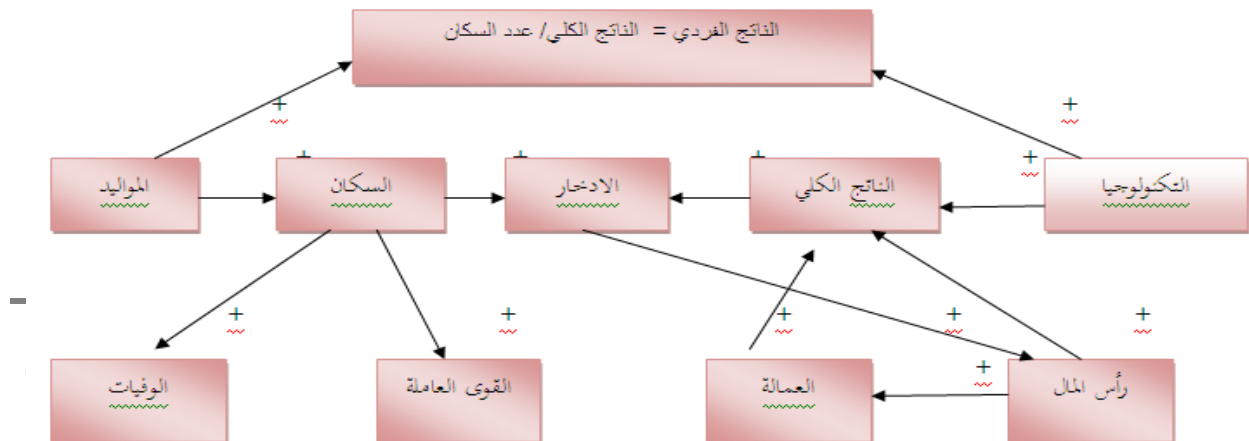 الناتج الفردي = الناتج الكلي/ عدد السكان
+ +
+ + + +
المواليد السكان الادخار الناتج الكلي التكنولوجيا
+ + + + +
+
الوفيات القوى العاملة العمالة رأس المال